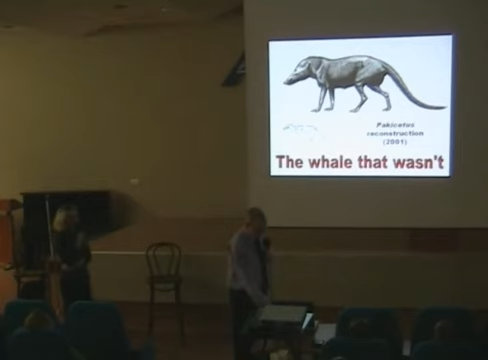 Pakicetus
reconstruction
(2001)
The whale that wasn't